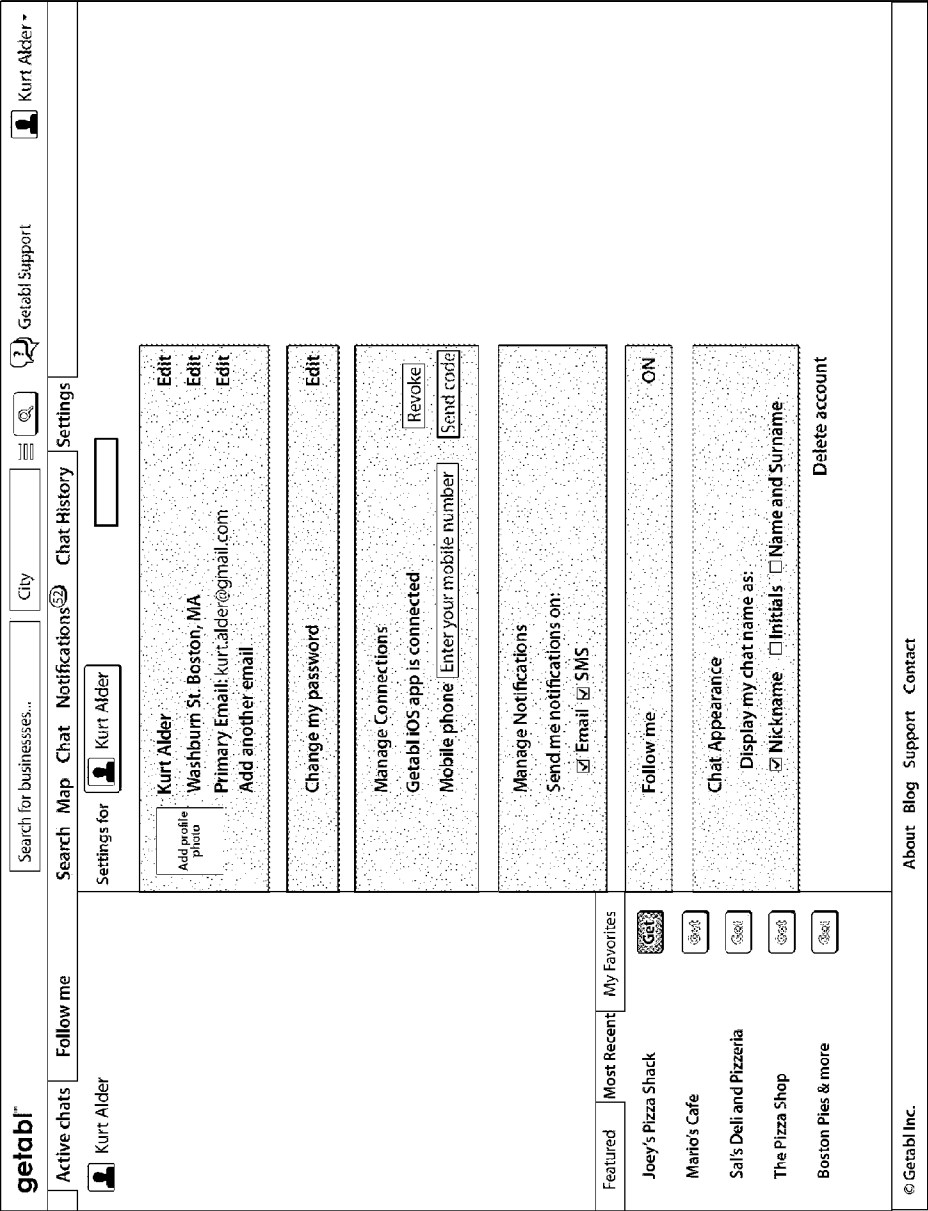 getabl™
Search for businesses...
City
Getabl Support
Kurt Alder
Active chats
Follow me
Search
Map
Chat
Notifications 52
Chat History
Settings
Kurt Alder
Settings for
Kurt Alder
Add profile
photo
Kurt Alder
Edit
Washburn St. Boston, MA
Edit
Primary Email: kurt.alder@gmail.com
Edit
Add another email
Change my password
Edit
Manage Connections
Getabl iOS app is connected
Revoke
Mobile phone
Enter your mobile number
Send code
Manage Notifications
Send me notifications on:
Email
SMS
Follow me
ON
Chat Appearance
Display my chat name as:
Nickname
Initials
Name and Surname
Delete account
Featured
Most Recent
My Favorites
Joey's Pizza Shack
Get
Mario's Cafe
Get
Sal's Deli and Pizzeria
Get
The Pizza Shop
Get
Boston Pies & more
Get
© Getabl Inc.
About
Blog
Support
Contact